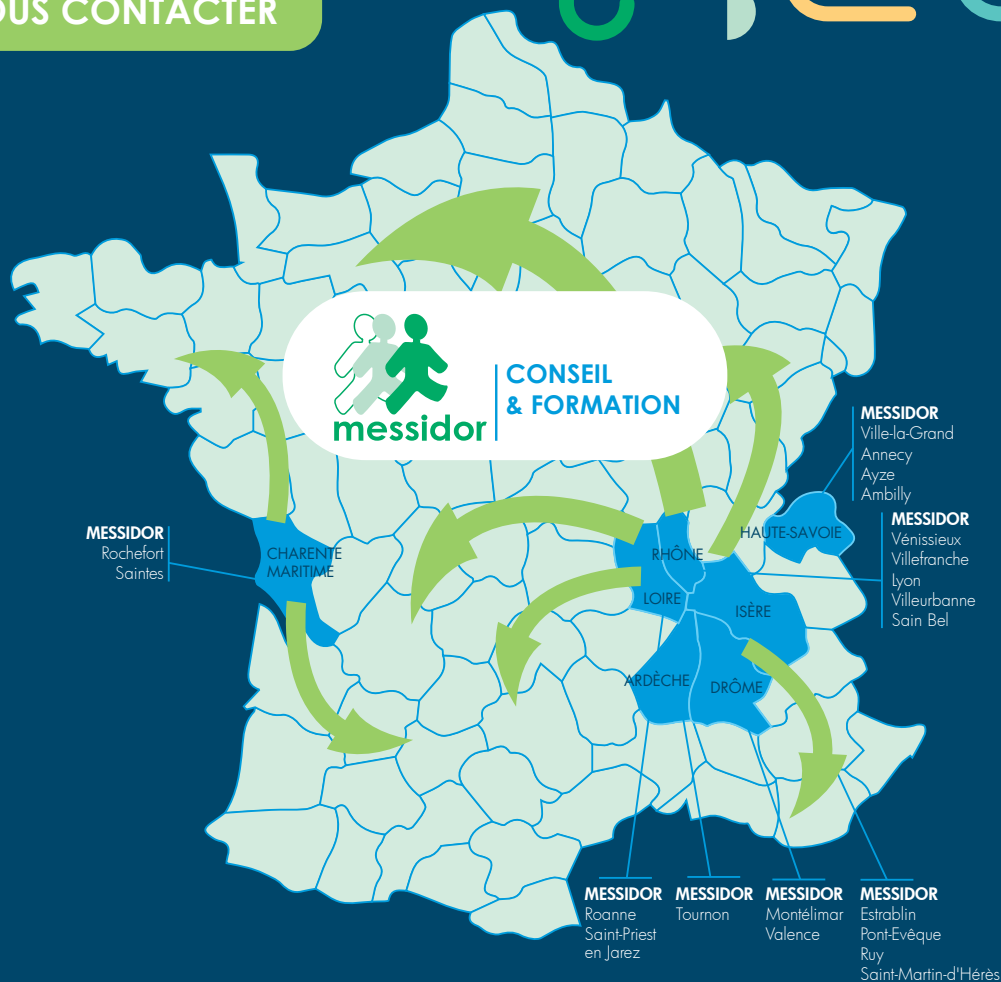 OUS CONTACTER
messidor
CONSEIL
& FORMATION
MESSIDOR
Ville-la-Grand
Annecy
Ayze
Ambilly
MESSIDOR
Vénissieux
Villefranche
Lyon
Villeurbanne
Sain Bel
MESSIDOR
Rochefort
Saintes
CHARENTE
MARITIME
HAUTE-SAVOIE
RHÔNE
LOIRE
ISÈRE
ARDÈCHE
DRÔME
MESSIDOR
Roanne
Saint-Priest
en Jarez
MESSIDOR
Tournon
MESSIDOR
Montélimar
Valence
MESSIDOR
Estrablin
Pont-Evêque
Ruy
Saint-Martin-d'Hérès